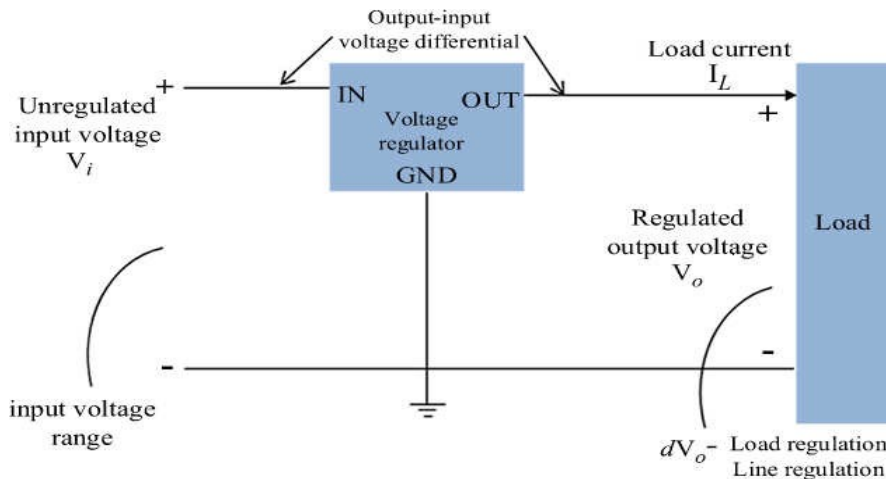 Output-input
voltage differential
Load current
I_L
+
IN
OUT
+
Unregulated
input voltage
V_i
Voltage
regulator
GND
Regulated
output voltage
V_o
Load
-
-
input voltage
range
dV_o-
Load regulation
Line regulation